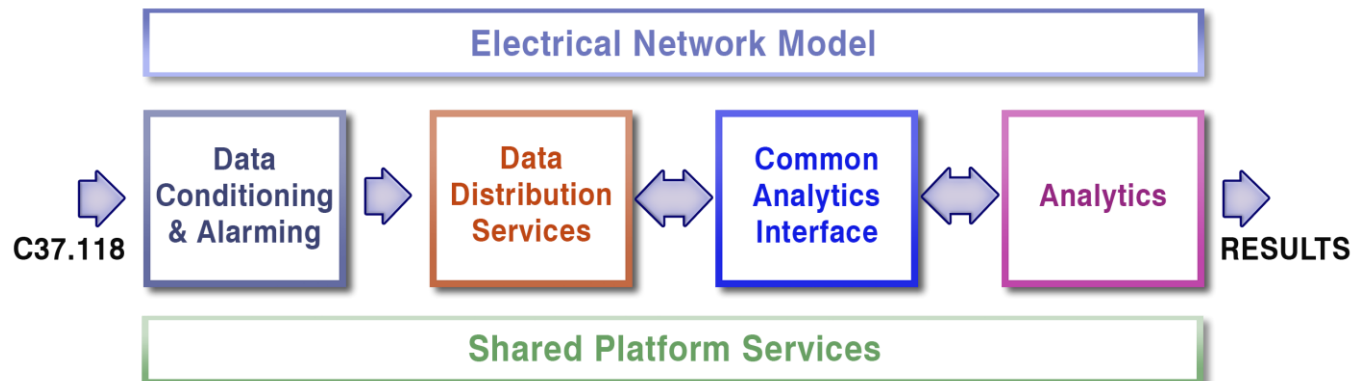 Electrical Network Model
Data
Conditioning
& Alarming
Data
Distribution
Services
Common
Analytics
Interface
Analytics
C37.118
RESULTS
Shared Platform Services